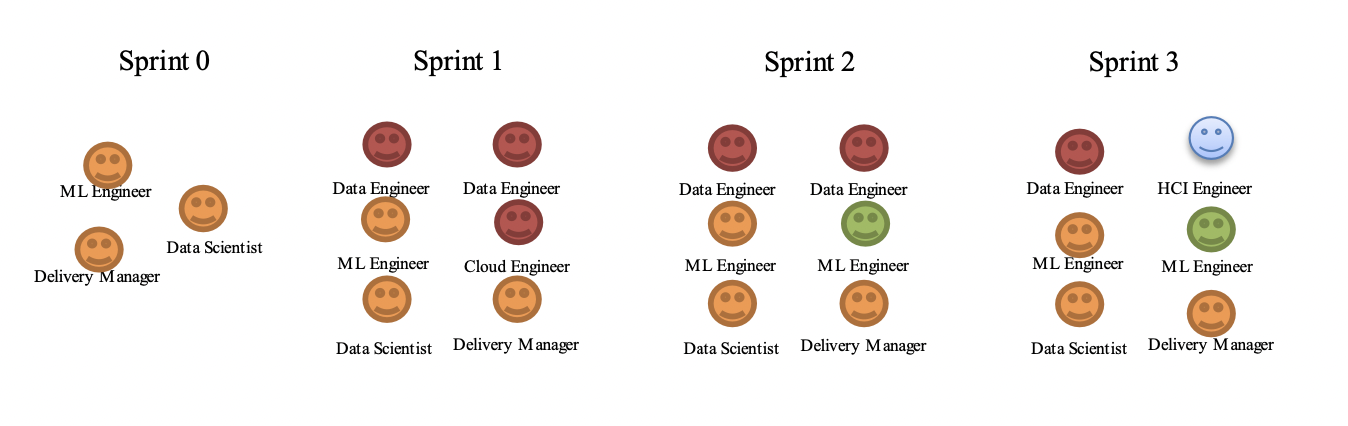 Sprint 0
ML Engineer
Data Scientist
Delivery Manager
Sprint 1
Data Engineer
Data Engineer
ML Engineer
Cloud Engineer
Data Scientist
Delivery Manager
Sprint 2
Data Engineer
Data Engineer
ML Engineer
ML Engineer
Data Scientist
Delivery Manager
Sprint 3
Data Engineer
HCI Engineer
ML Engineer
ML Engineer
Data Scientist
Delivery Manager